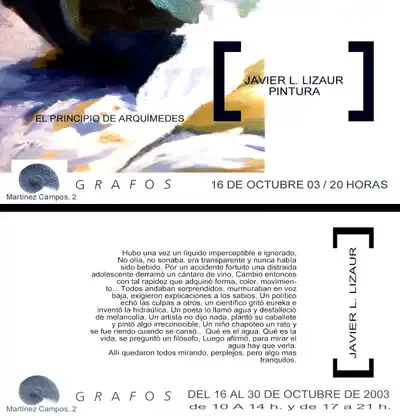 JAVIER L. LIZAUR
PINTURA
EL PRINCIPIO DE ARQUÍMEDES
GRAFOS
16 DE OCTUBRE 03 / 20 HORAS
Martínez Campos, 2
Hubo una vez un líquido imperceptible e ignorado,
No olía, no sonaba, era transparente y nunca había
sido bebido, Por un accidente fortuito una distraida
adolescente derramó un cántaro de vino, Cambió entonces
con tal rapidez que adquirió forma, color, movimien-
to... Todos andaban sorprendidos, murmuraban en voz
baja, exigieron explicaciones a los sabios. Un político
echó las culpas a otros, un científico gritó eureka e
inventó la hidraúlica, Un poeta lo llamó agua y desfalleció
de melancolía, Un artista no dijo nada, plantó su caballete
y pintó algo irreconocible, Un niño chapoteo un rato y
se fue riendo cuando se cansó... Qué es el agua, Qué es la
vida, se preguntó un filósofo, Luego afirmó, para mirar el
agua hay que verla.
Allí quedaron todos mirando, perplejos, pero algo mas
tranquilos.
JAVIER L. LIZAUR
GRAFOS
DEL 16 AL 30 DE OCTUBRE DE 2003
de 10 A 14 h. y de 17 a 21 h.
Martínez Campos, 2